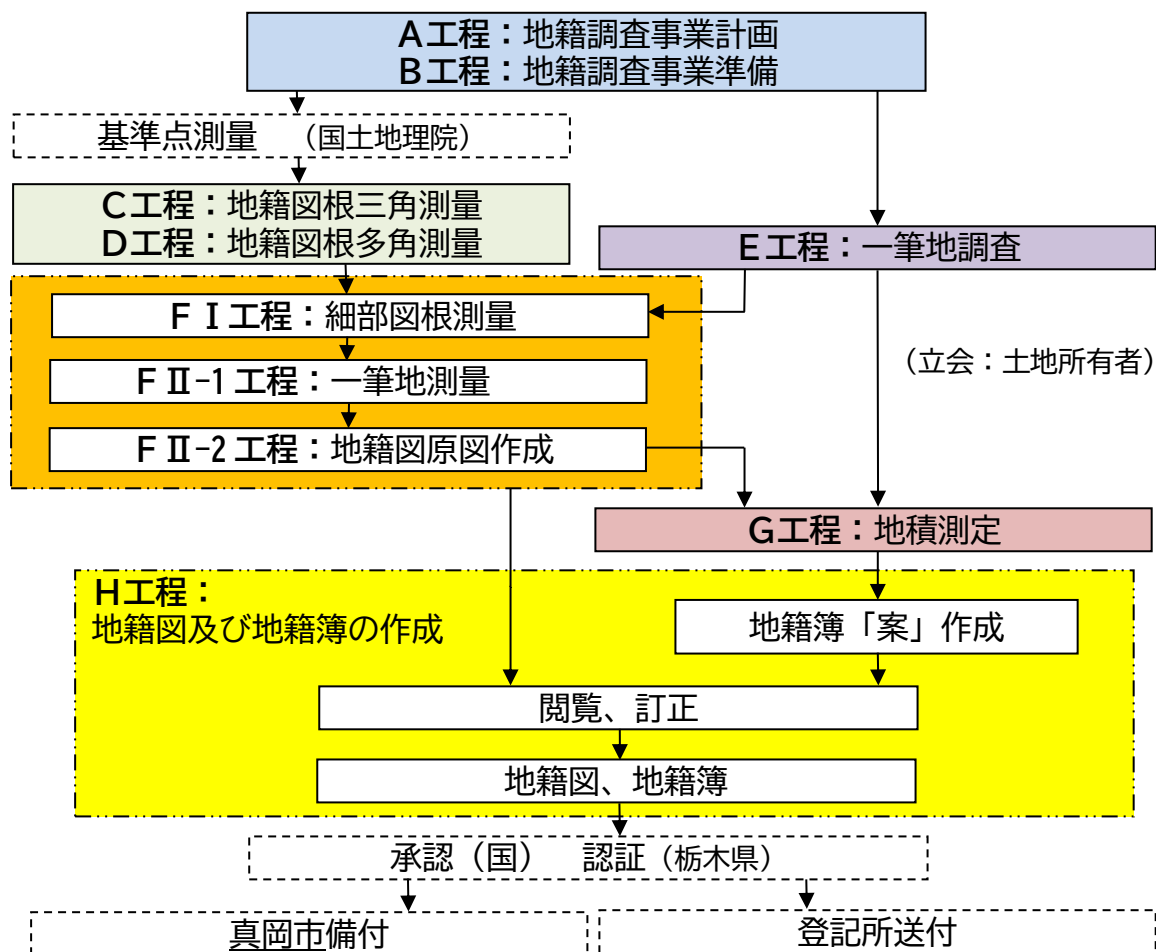 A工程：地籍調査事業計画
B工程：地籍調査事業準備
基準点測量　（国土地理院）
C工程：地籍図根三角測量
D工程：地籍図根多角測量
E工程：一筆地調査
FⅠ工程：細部図根測量
（立会：土地所有者）
FⅡ-1工程：一筆地測量
FⅡ-2工程：地籍図原図作成
G工程：地積測定
H工程：
地籍図及び地籍簿の作成
地籍簿「案」作成
閲覧、訂正
地籍図、地籍簿
承認（国）　認証（栃木県）
真岡市備付
登記所送付